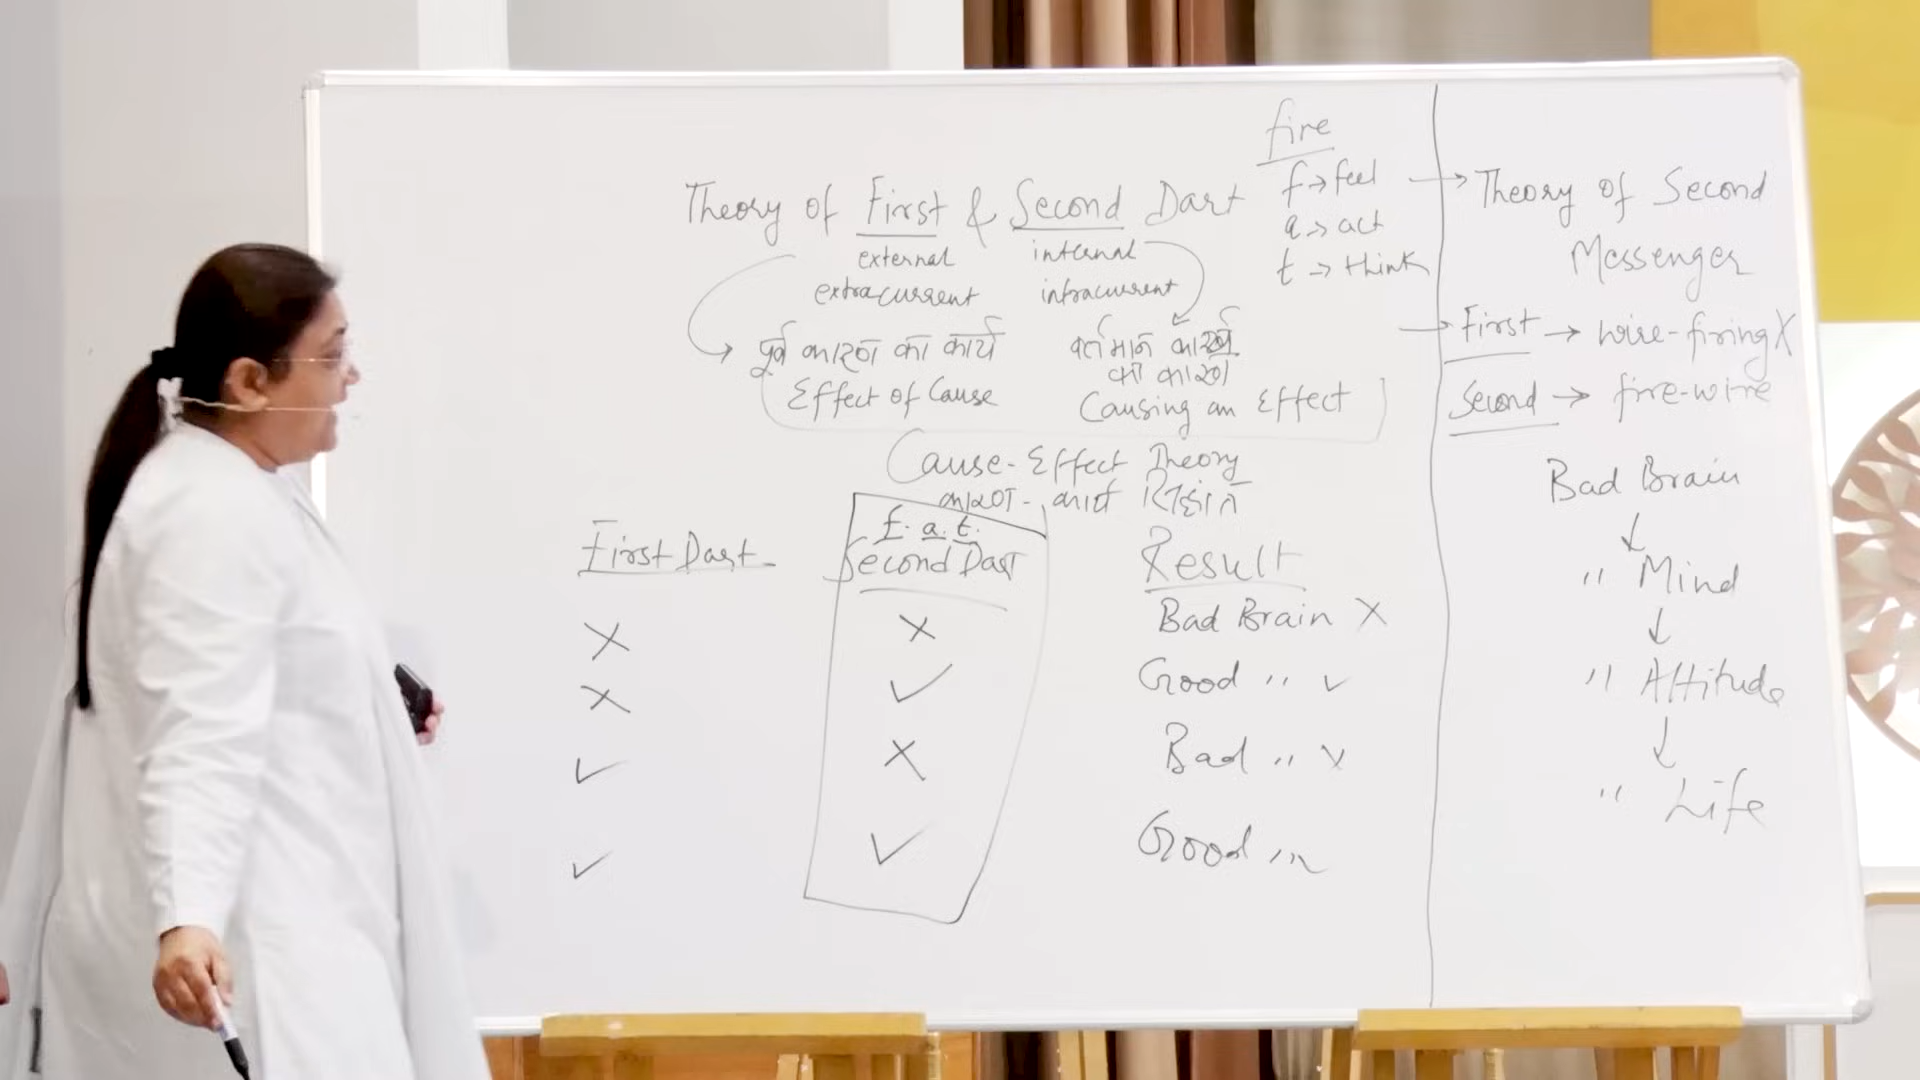 Theory of First & Second Dart
external internal
extracurrent intracurrent
पूर्व कारण का कार्य
वर्तमान कार्य
का कारण
Effect of Cause
Causing an Effect
Cause-Effect Theory
कारण-कार्य सिद्धांत
fire
f→feel
a→act
t→think
First Dart
f. a. t.
Second Dart
Result
X X Bad Brain X
X ✓ Good " ✓
✓ X Bad "
✓ ✓ Good "
→ Theory of Second
Messenger
→ First → wire-firing X
Second → fire-wire
Bad Brain
↓
" Mind
↓
" Attitude
↓
" Life